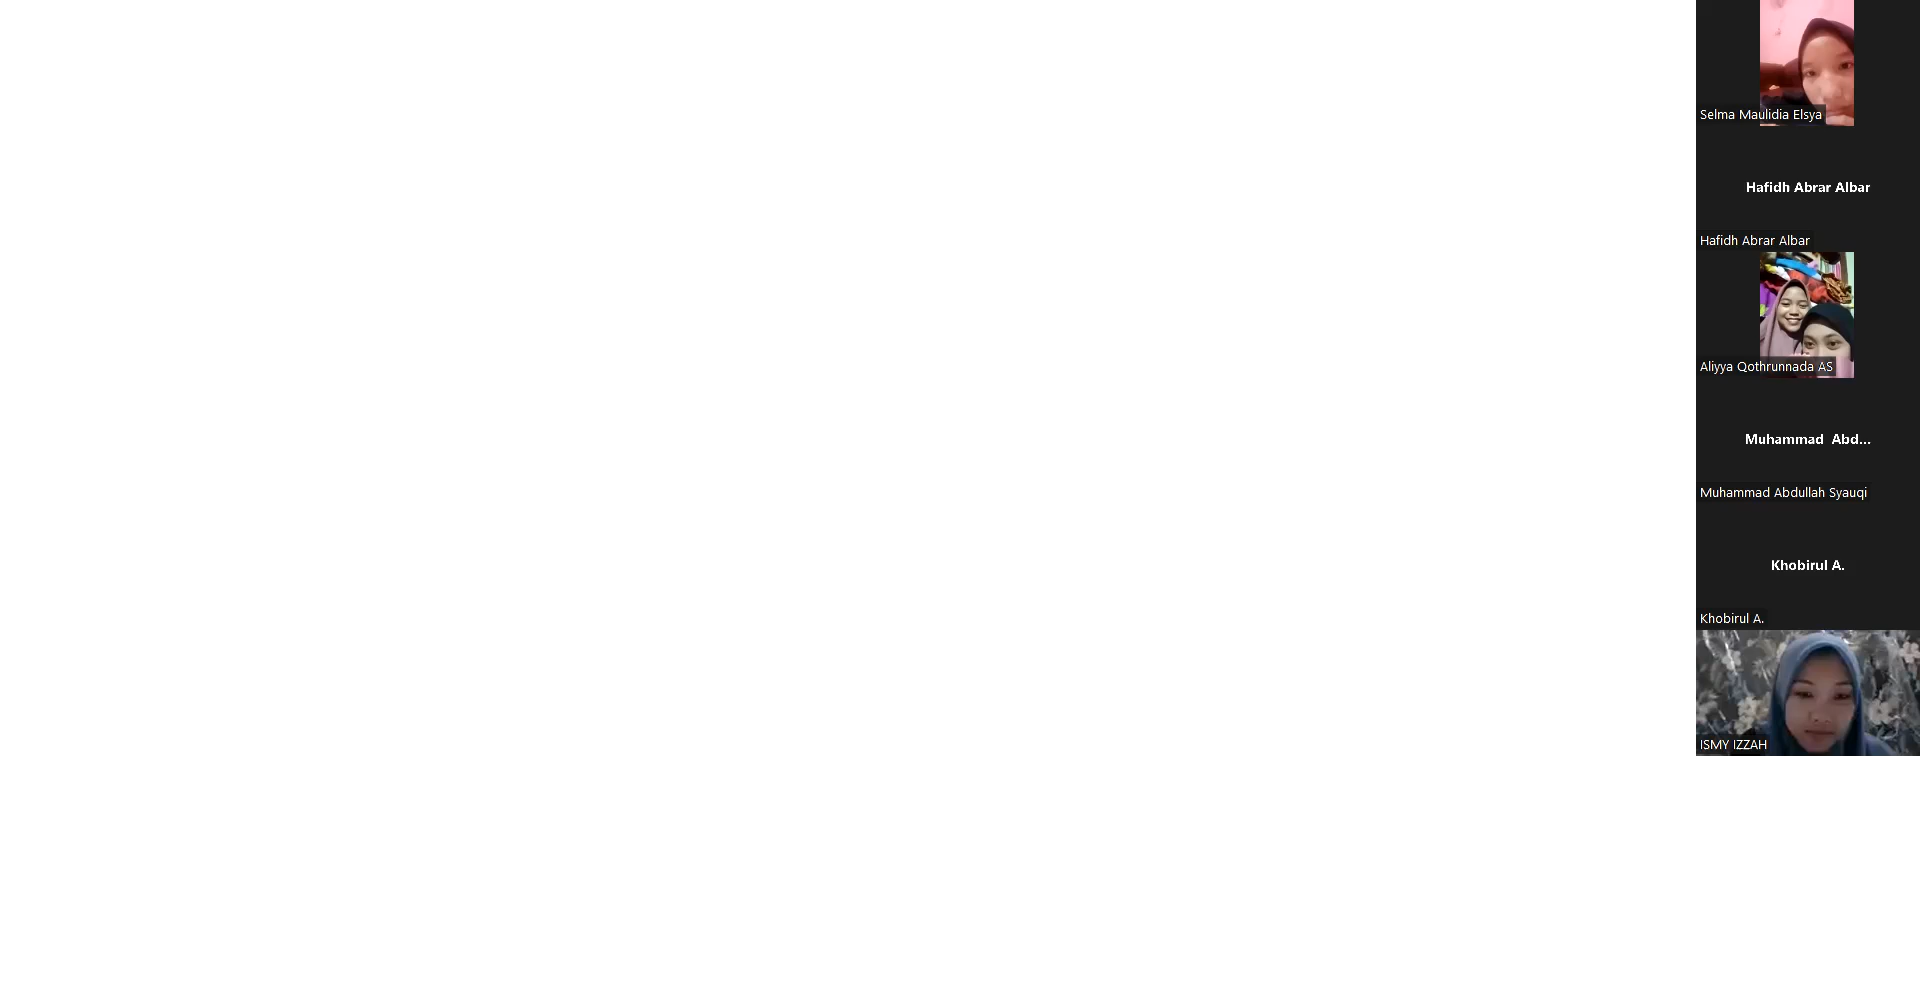 Selma Maulidia Elsya
Hafidh Abrar Albar
Hafidh Abrar Albar
Aliyya Qothrunnada AS
Muhammad  Abd...
Muhammad Abdullah Syauqi
Khobirul A.
Khobirul A.
ISMY IZZAH